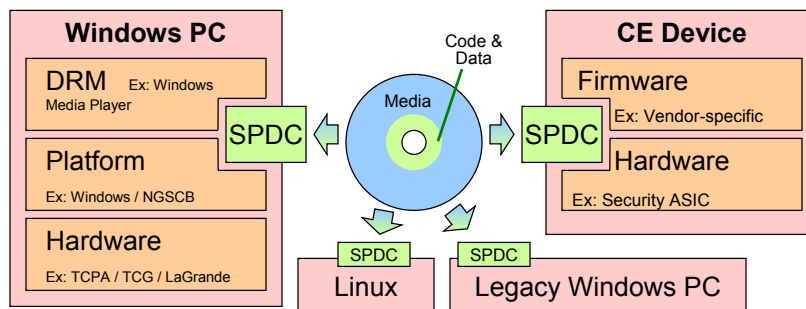 Windows PC
DRM Ex: Windows
Media Player
SPDC
Platform
Ex: Windows / NGSCB
Hardware
Ex: TCPA / TCG / LaGrande
Code &
Data
Media
CE Device
Firmware
Ex: Vendor-specific
SPDC
Hardware
Ex: Security ASIC
SPDC
Linux
SPDC
Legacy Windows PC